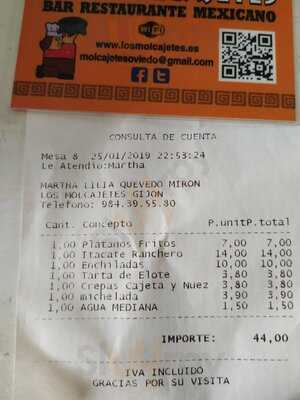 BAR RESTAURANTE MEXICANO
WiFi
www.losmolcajetes.es
molcajetesoviedo@gmail.com
CONSULTA DE CUENTA
Mesa 8 25/01/2019 22:53:24
Le Atendio:Martha
MARTHA LILIA QUEVEDO MIRON
LOS MOLCAJETES GIJON
Telefono: 984.39.55.80
Cant. Concepto P.unitP.total
1,00 Platanos Fritos 7,00 7,00
1,00 Itacate Ranchero 14,00 14,00
1,00 Enchiladas 10,00 10,00
1,00 Tarta de Elote 3,80 3,80
1,00 Crepas Cajeta y Nuez 3,80 3,80
1,00 michelada 3,90 3,90
1,00 AGUA MEDIANA 1,50 1,50
IMPORTE: 44,00
IVA INCLUIDO
GRACIAS POR SU VISITA